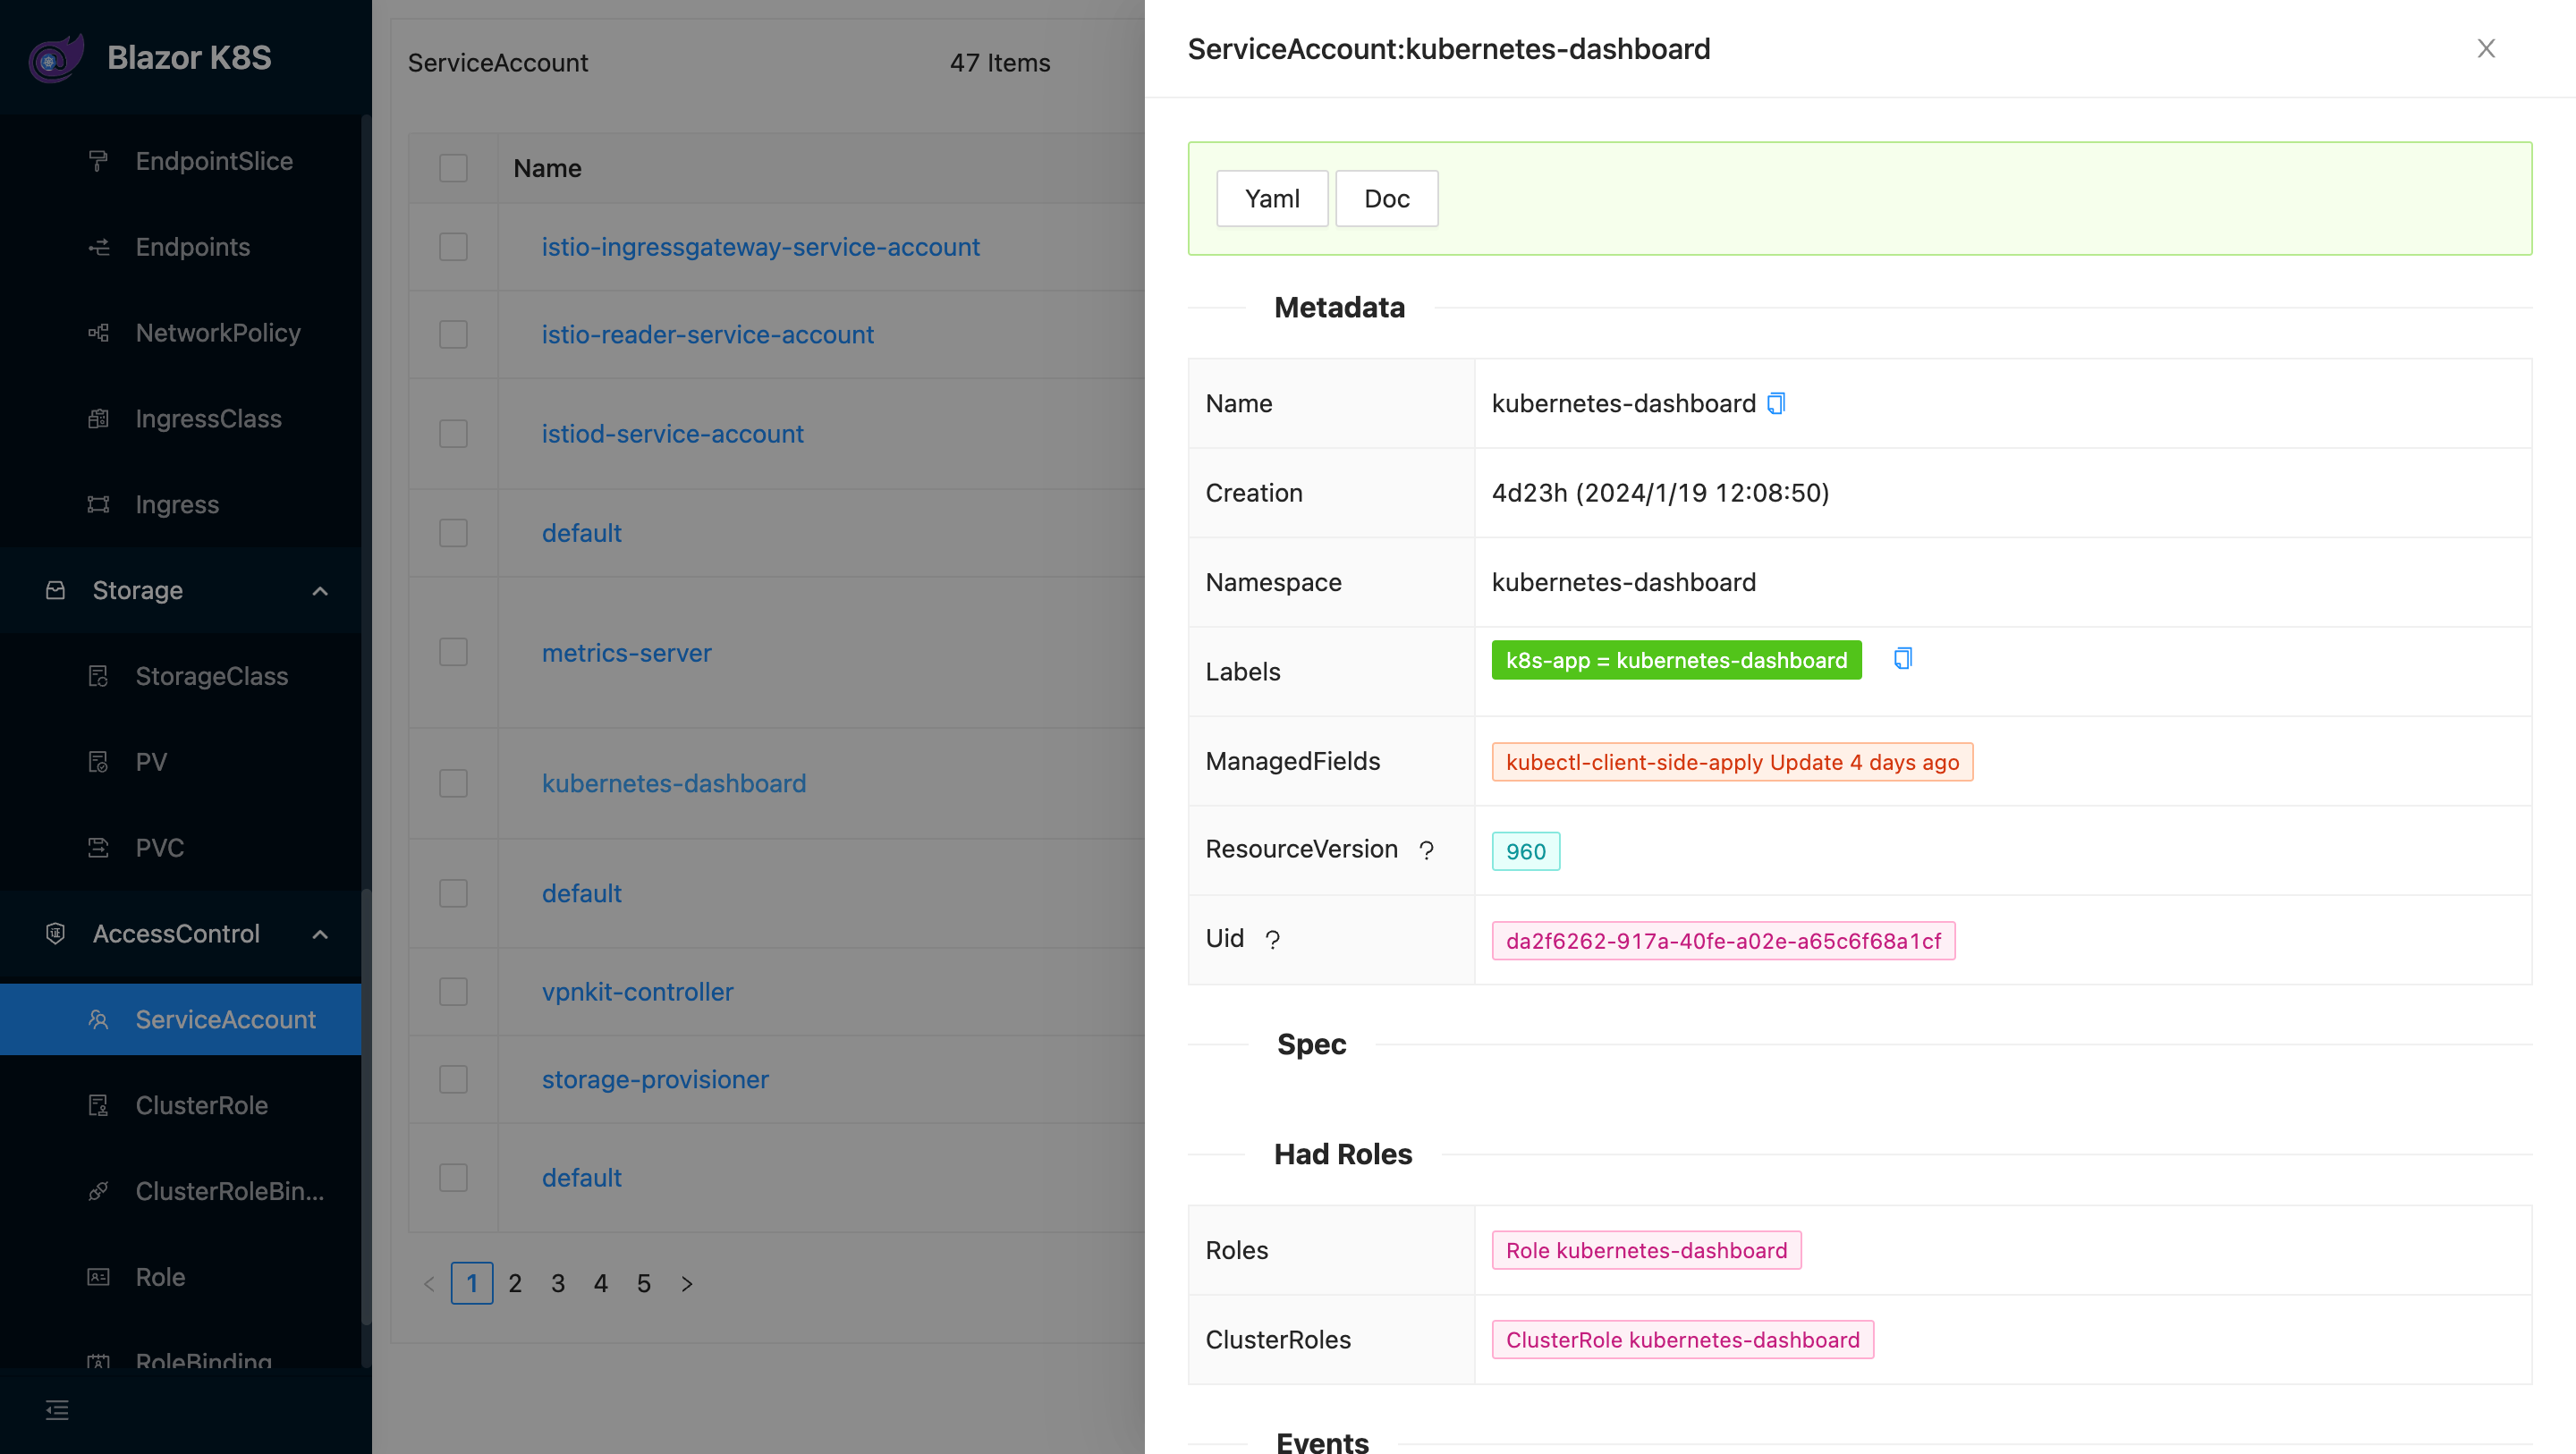 Blazor K8S
EndpointSlice
Endpoints
NetworkPolicy
IngressClass
Ingress
Storage
StorageClass
PV
PVC
AccessControl
ServiceAccount
ClusterRole
ClusterRoleBin...
Role
RoleBinding
ServiceAccount 47 Items
Name
istio-ingressgateway-service-account
istio-reader-service-account
istiod-service-account
default
metrics-server
kubernetes-dashboard
default
vpnkit-controller
storage-provisioner
default
< 1 2 3 4 5 >
ServiceAccount:kubernetes-dashboard
Yaml Doc
Metadata
Name kubernetes-dashboard
Creation 4d23h (2024/1/19 12:08:50)
Namespace kubernetes-dashboard
Labels k8s-app = kubernetes-dashboard
ManagedFields kubectl-client-side-apply Update 4 days ago
ResourceVersion ? 960
Uid ? da2f6262-917a-40fe-a02e-a65c6f68a1cf
Spec
Had Roles
Roles Role kubernetes-dashboard
ClusterRoles ClusterRole kubernetes-dashboard
Events